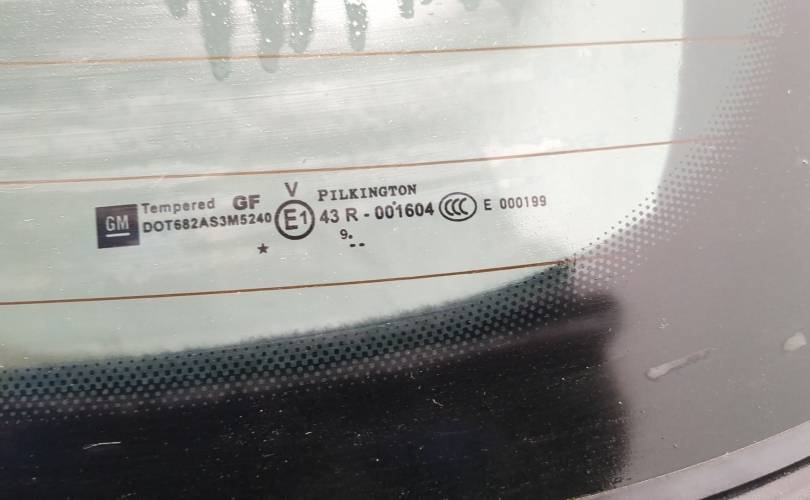 V
GM Tempered GF PILKINGTON
DOT682AS3M5240 E1 43 R - 001604 CCC E 000199
9.